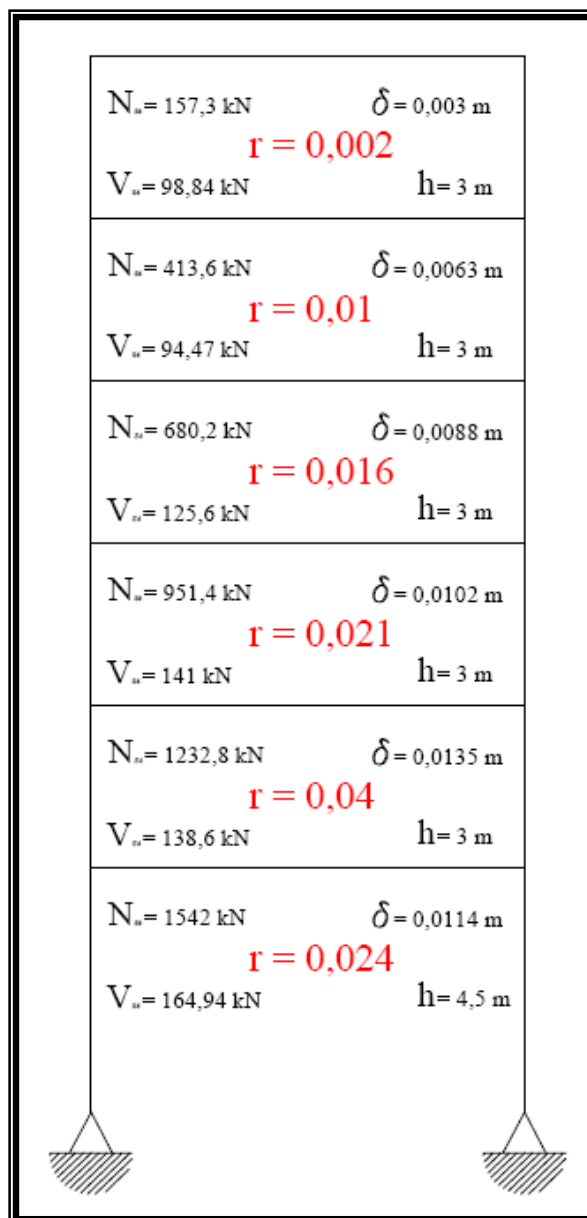 N = 157,3 kN δ = 0,003 m
r = 0,002
V = 98,84 kN h = 3 m
N = 413,6 kN δ = 0,0063 m
r = 0,01
V = 94,47 kN h = 3 m
N = 680,2 kN δ = 0,0088 m
r = 0,016
V = 125,6 kN h = 3 m
N = 951,4 kN δ = 0,0102 m
r = 0,021
V = 141 kN h = 3 m
N = 1232,8 kN δ = 0,0135 m
r = 0,04
V = 138,6 kN h = 3 m
N = 1542 kN δ = 0,0114 m
r = 0,024
V = 164,94 kN h = 4,5 m